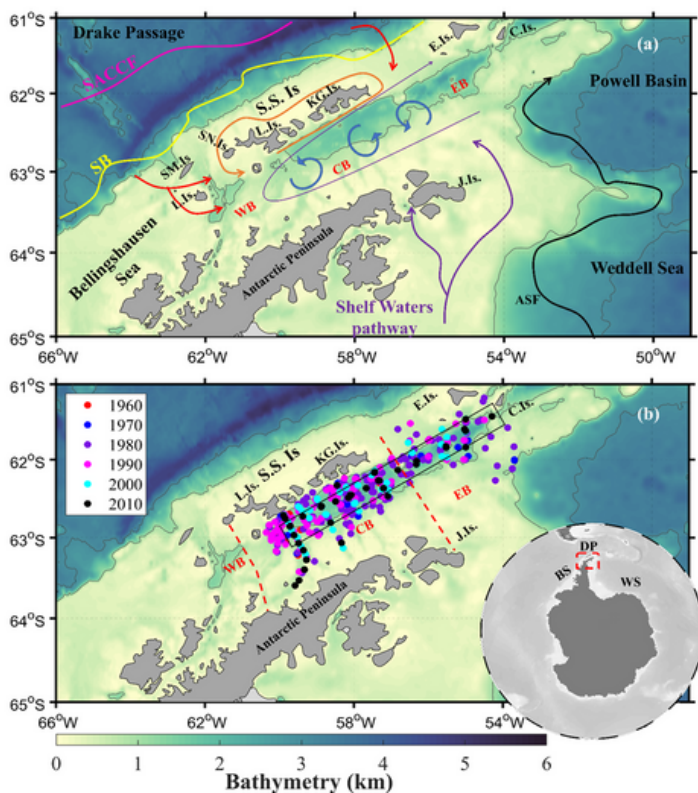 61°S
Drake Passage
E.Is.
C.Is.
(a)
SACCF
Powell Basin
62°S
S.S. Is
KG.Is.
EB
L.Is.
SN.Is.
SB
63°S
SM.Is
CB
J.Is.
WB
Bellingshausen
Sea
64°S
Antarctic Peninsula
Weddell Sea
Shelf Waters
pathway
ASF
65°S
66°W
62°W
58°W
54°W
50°W
61°S
1960
1970
1980
1990
2000
2010
E.Is.
C.Is.
(b)
62°S
L.Is.
S.S. Is
KG.Is.
EB
63°S
CB
J.Is.
WB
DP
BS
WS
64°S
Antarctic Peninsula
65°S
66°W
62°W
58°W
54°W
0
1
2
3
4
5
6
Bathymetry (km)